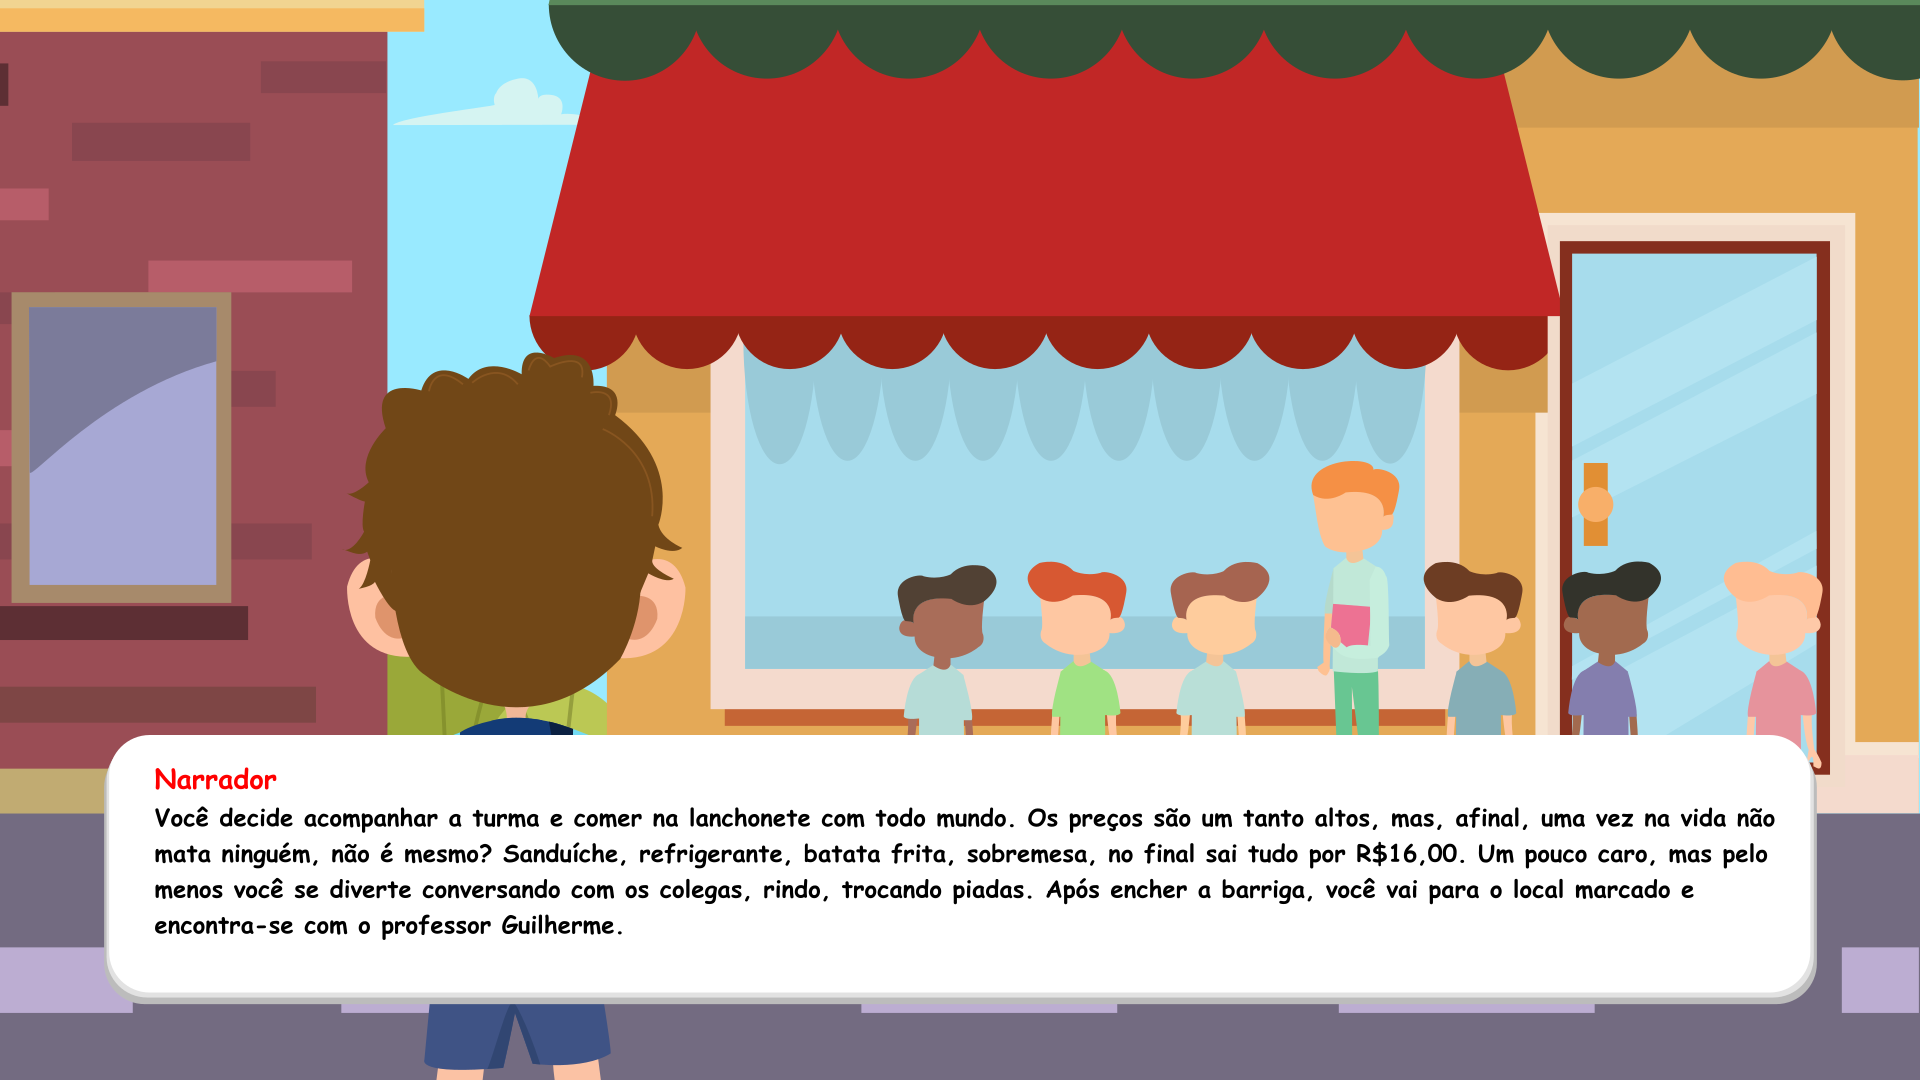 Narrador
Você decide acompanhar a turma e comer na lanchonete com todo mundo. Os preços são um tanto altos, mas, afinal, uma vez na vida não
mata ninguém, não é mesmo? Sanduíche, refrigerante, batata frita, sobremesa, no final sai tudo por R$16,00. Um pouco caro, mas pelo
menos você se diverte conversando com os colegas, rindo, trocando piadas. Após encher a barriga, você vai para o local marcado e
encontra-se com o professor Guilherme.